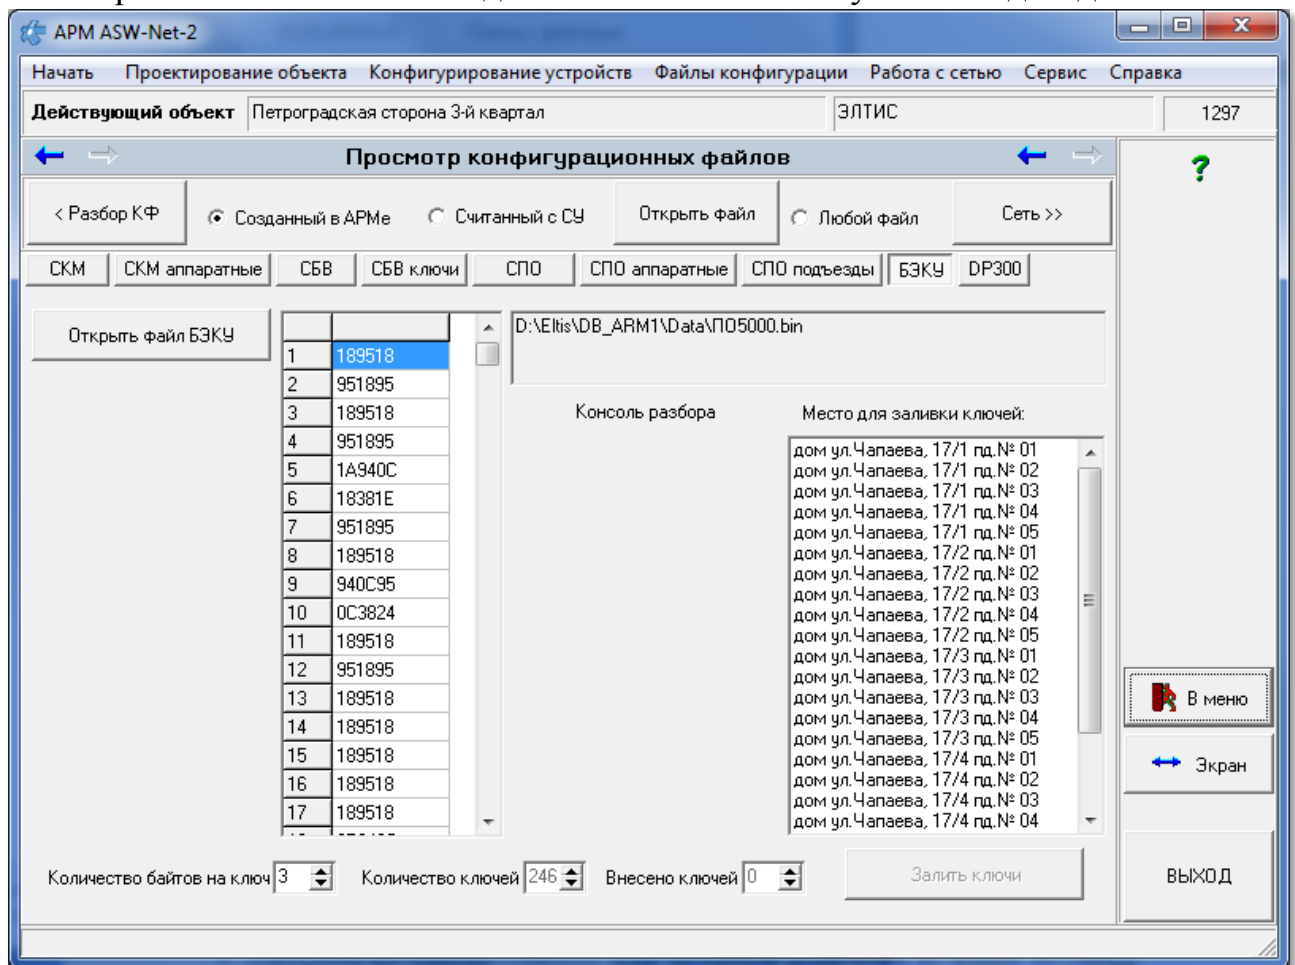 APM ASW-Net-2
Начать Проектирование объекта Конфигурирование устройств Файлы конфигурации Работа с сетью Сервис Справка
Действующий объект Петроградская сторона 3-й квартал ЭЛТИС 1297
Просмотр конфигурационных файлов
?
< Разбор КФ Созданный в АРМе Считанный с СУ Открыть файл Любой файл Сеть >>
СКМ СКМ аппаратные СБВ СБВ ключи СПО СПО аппаратные СПО подъезды БЭКУ DP300
Открыть файл БЭКУ
D:\Eltis\DB_ARM1\Data\ПО5000.bin
1 189518
2 951895
3 189518
4 951895
5 1A940C
6 18381E
7 951895
8 189518
9 940C95
10 0C3824
11 189518
12 951895
13 189518
14 189518
15 189518
16 189518
17 189518
Консоль разбора
Место для заливки ключей:
дом ул.Чапаева, 17/1 пд.№ 01
дом ул.Чапаева, 17/1 пд.№ 02
дом ул.Чапаева, 17/1 пд.№ 03
дом ул.Чапаева, 17/1 пд.№ 04
дом ул.Чапаева, 17/1 пд.№ 05
дом ул.Чапаева, 17/2 пд.№ 01
дом ул.Чапаева, 17/2 пд.№ 02
дом ул.Чапаева, 17/2 пд.№ 03
дом ул.Чапаева, 17/2 пд.№ 04
дом ул.Чапаева, 17/2 пд.№ 05
дом ул.Чапаева, 17/3 пд.№ 01
дом ул.Чапаева, 17/3 пд.№ 02
дом ул.Чапаева, 17/3 пд.№ 03
дом ул.Чапаева, 17/3 пд.№ 04
дом ул.Чапаева, 17/3 пд.№ 05
дом ул.Чапаева, 17/4 пд.№ 01
дом ул.Чапаева, 17/4 пд.№ 02
дом ул.Чапаева, 17/4 пд.№ 03
дом ул.Чапаева, 17/4 пд.№ 04
В меню
Экран
Количество байтов на ключ 3 Количество ключей 246 Внесено ключей 0 Залить ключи
ВЫХОД